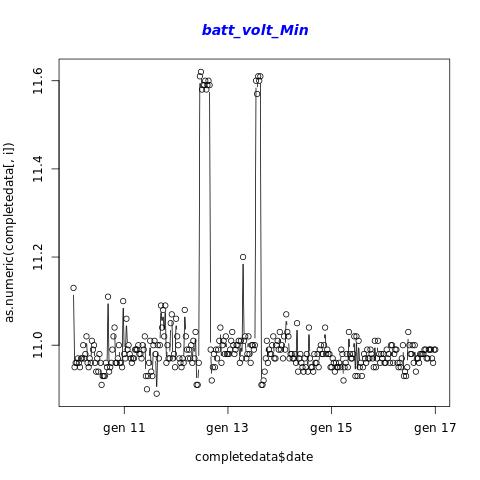 batt_volt_Min
as.numeric(completedata[, i])
11.6
11.4
11.2
11.0
gen 11
gen 13
gen 15
gen 17
completedata$date